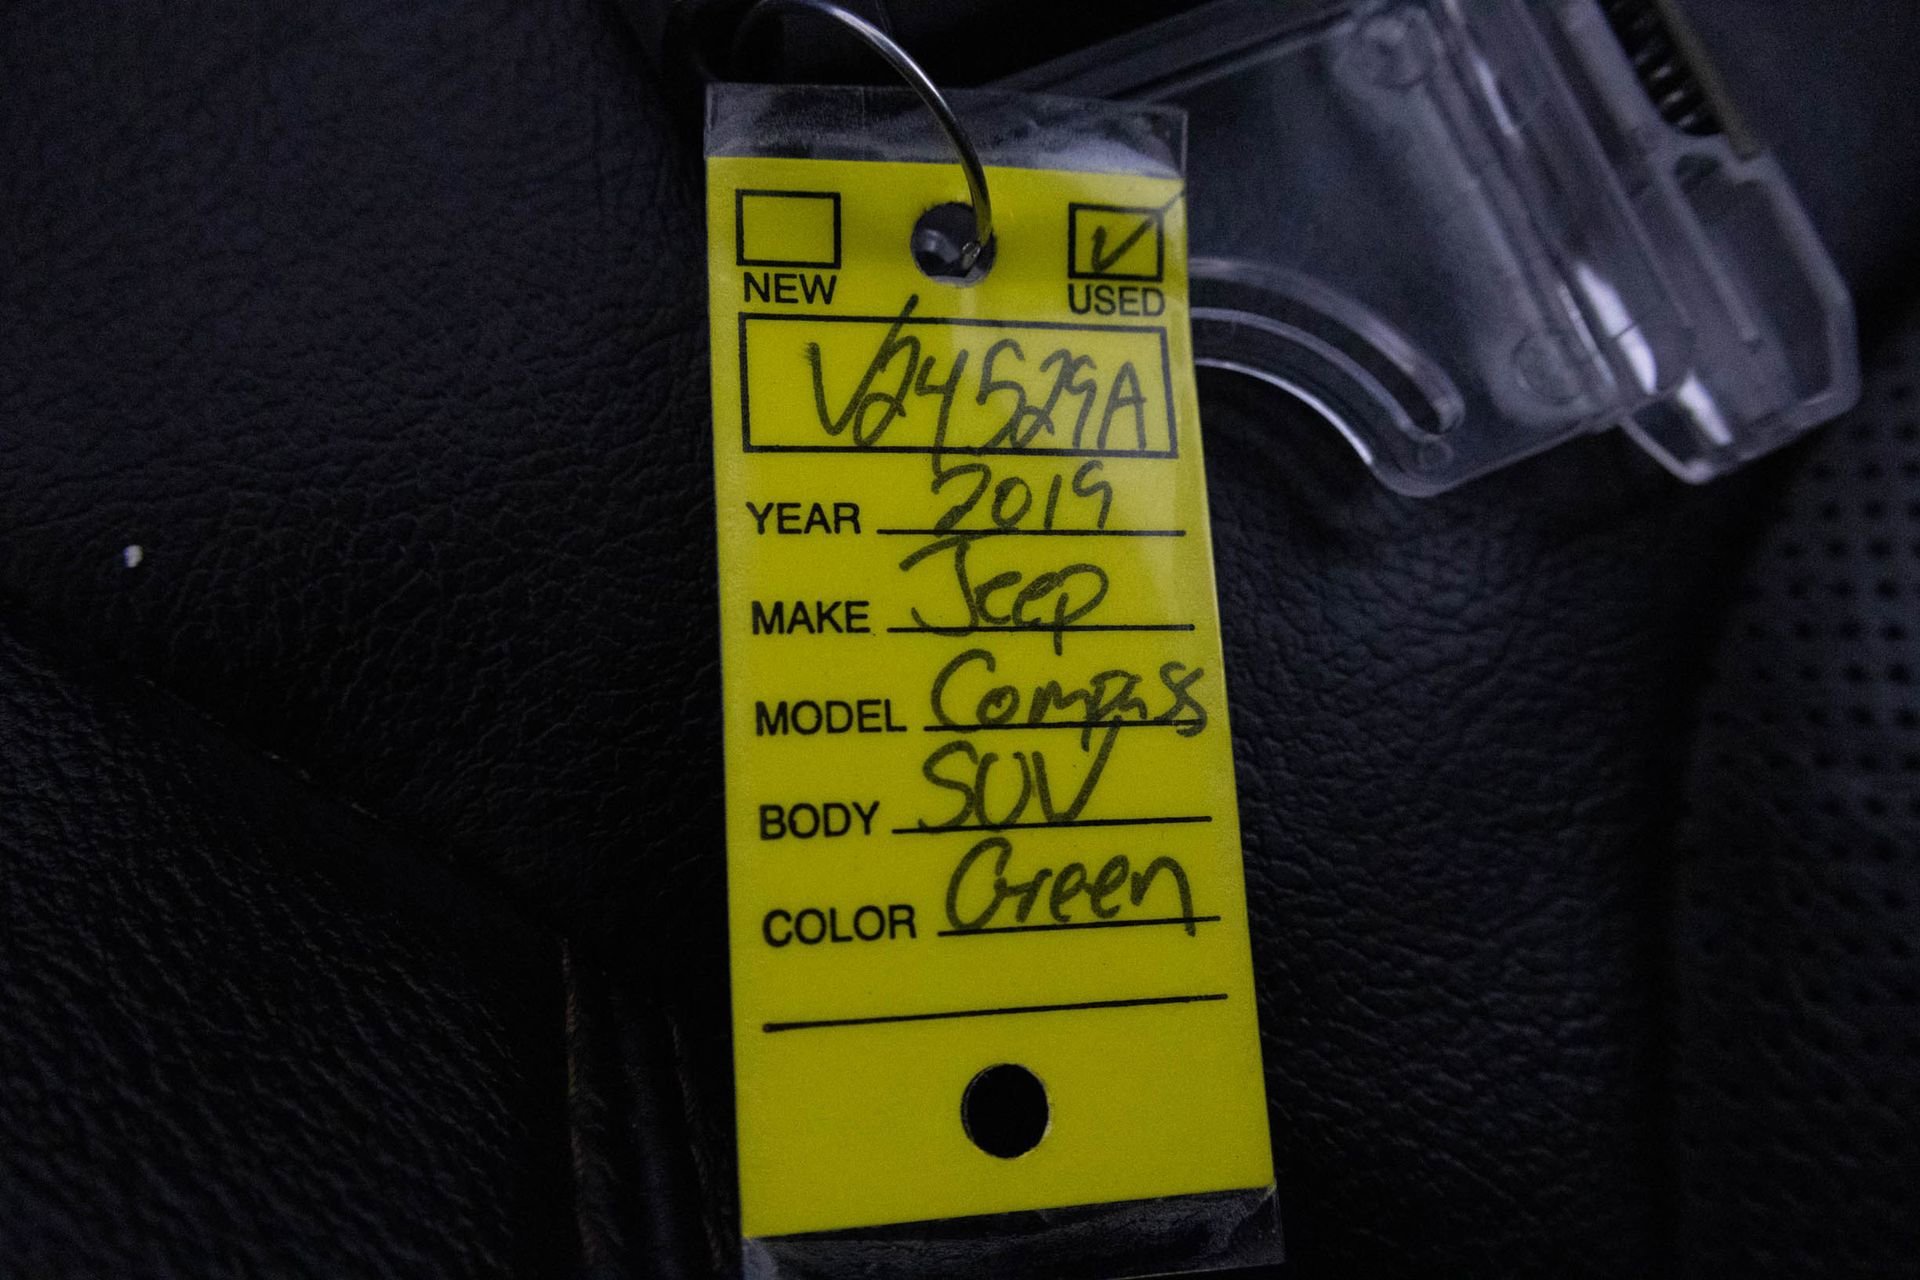 NEW USED
V24529A
YEAR 2019
MAKE Jeep
MODEL Compass
BODY SUV
COLOR Green